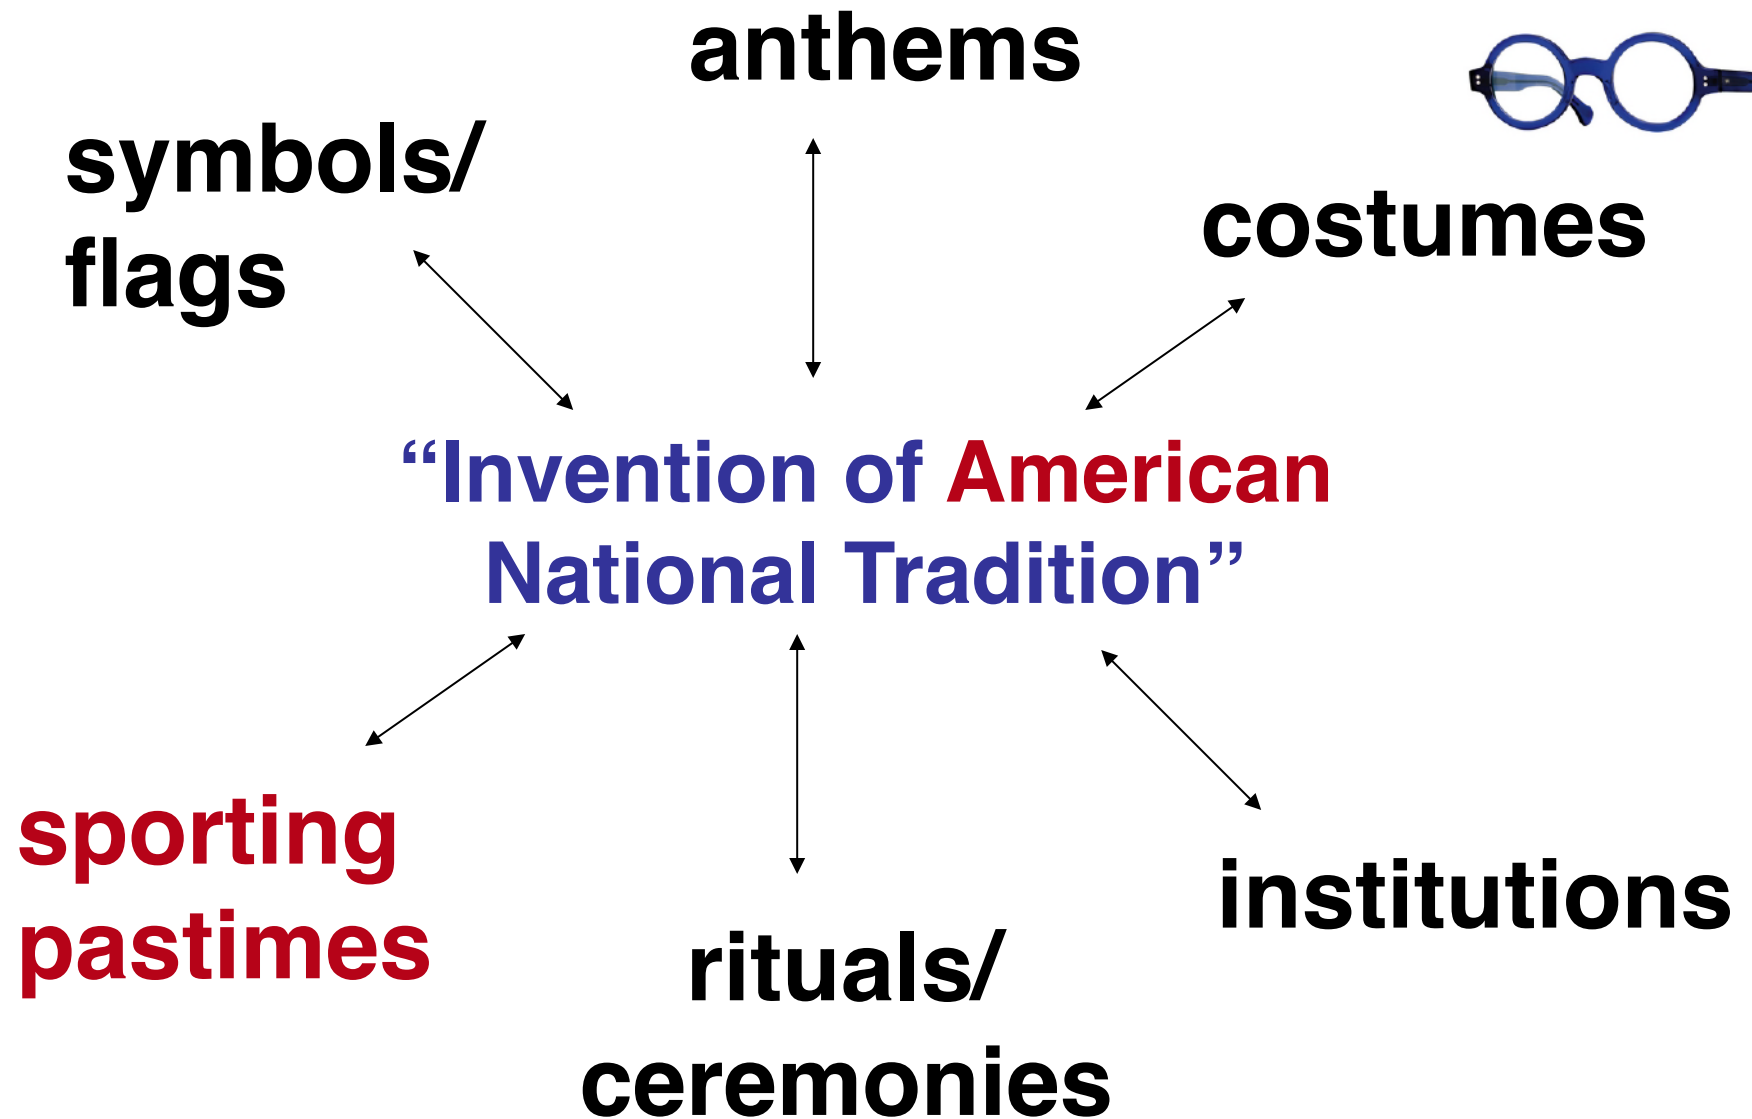 anthems
symbols/
flags
costumes
“Invention of American
National Tradition”
sporting
pastimes
institutions
rituals/
ceremonies